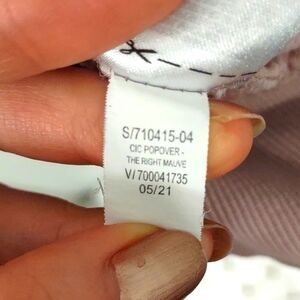 S/710415-04
CIC POPOVER -
THE RIGHT MAUVE
V/700041735
05/21